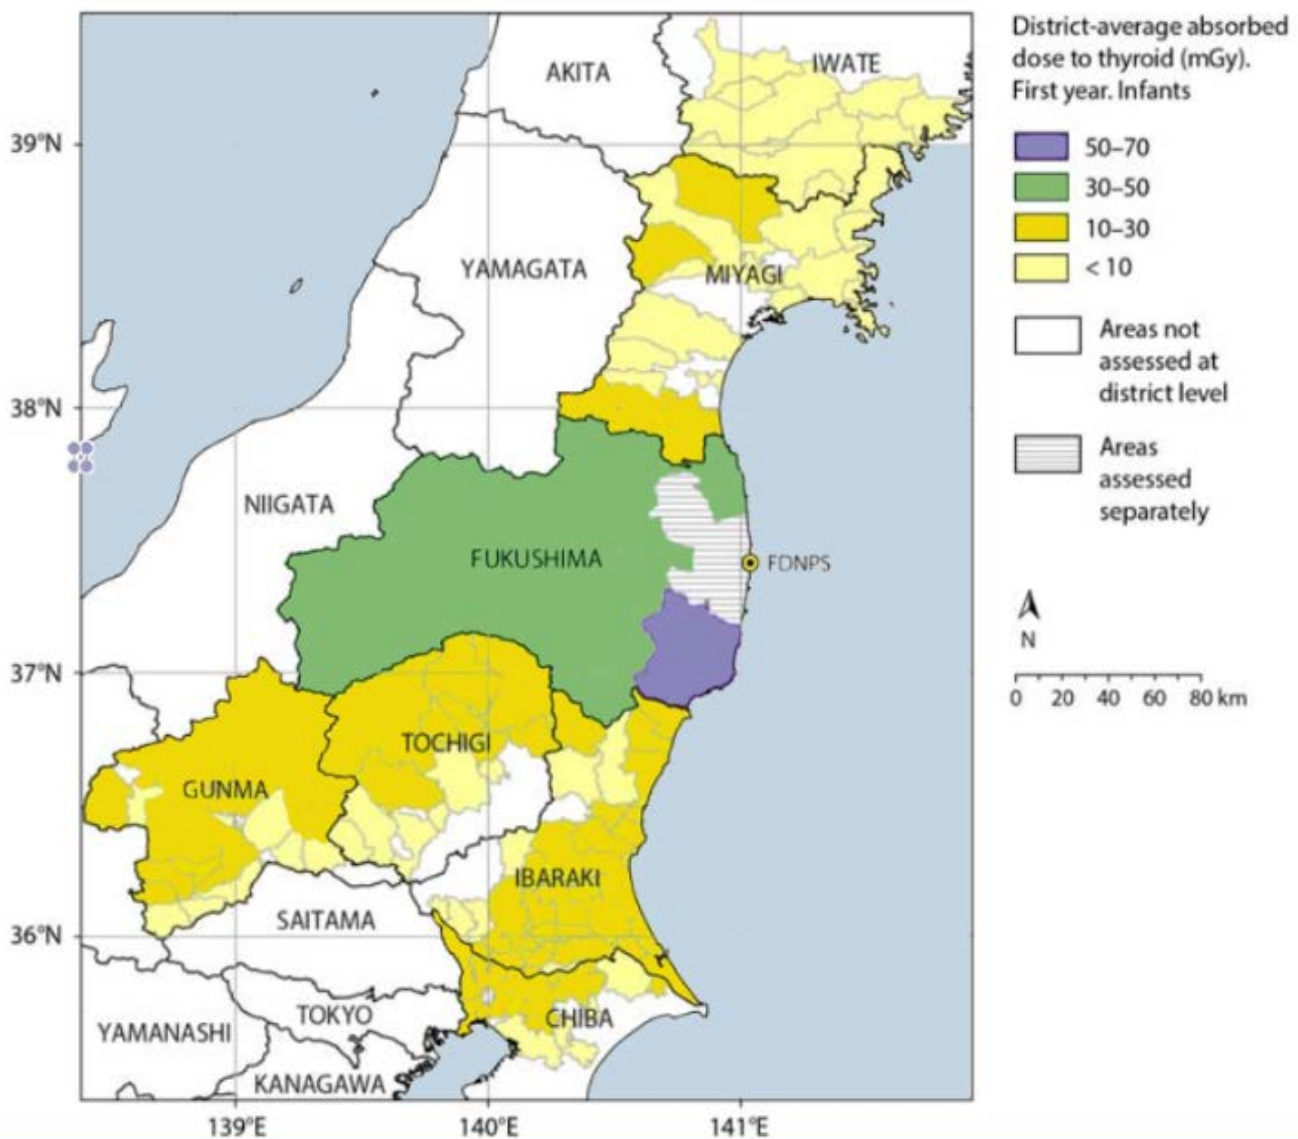 District-average absorbed
dose to thyroid (mGy).
First year. Infants
50–70
30–50
10–30
< 10
Areas not
assessed at
district level
Areas
assessed
separately
N
0 20 40 60 80 km
AKITA
IWATE
39°N
YAMAGATA
MIYAGI
38°N
NIIGATA
FUKUSHIMA
FDNPS
37°N
TOCHIGI
GUNMA
IBARAKI
SAITAMA
36°N
TOKYO
CHIBA
YAMANASHI
KANAGAWA
139°E 140°E 141°E